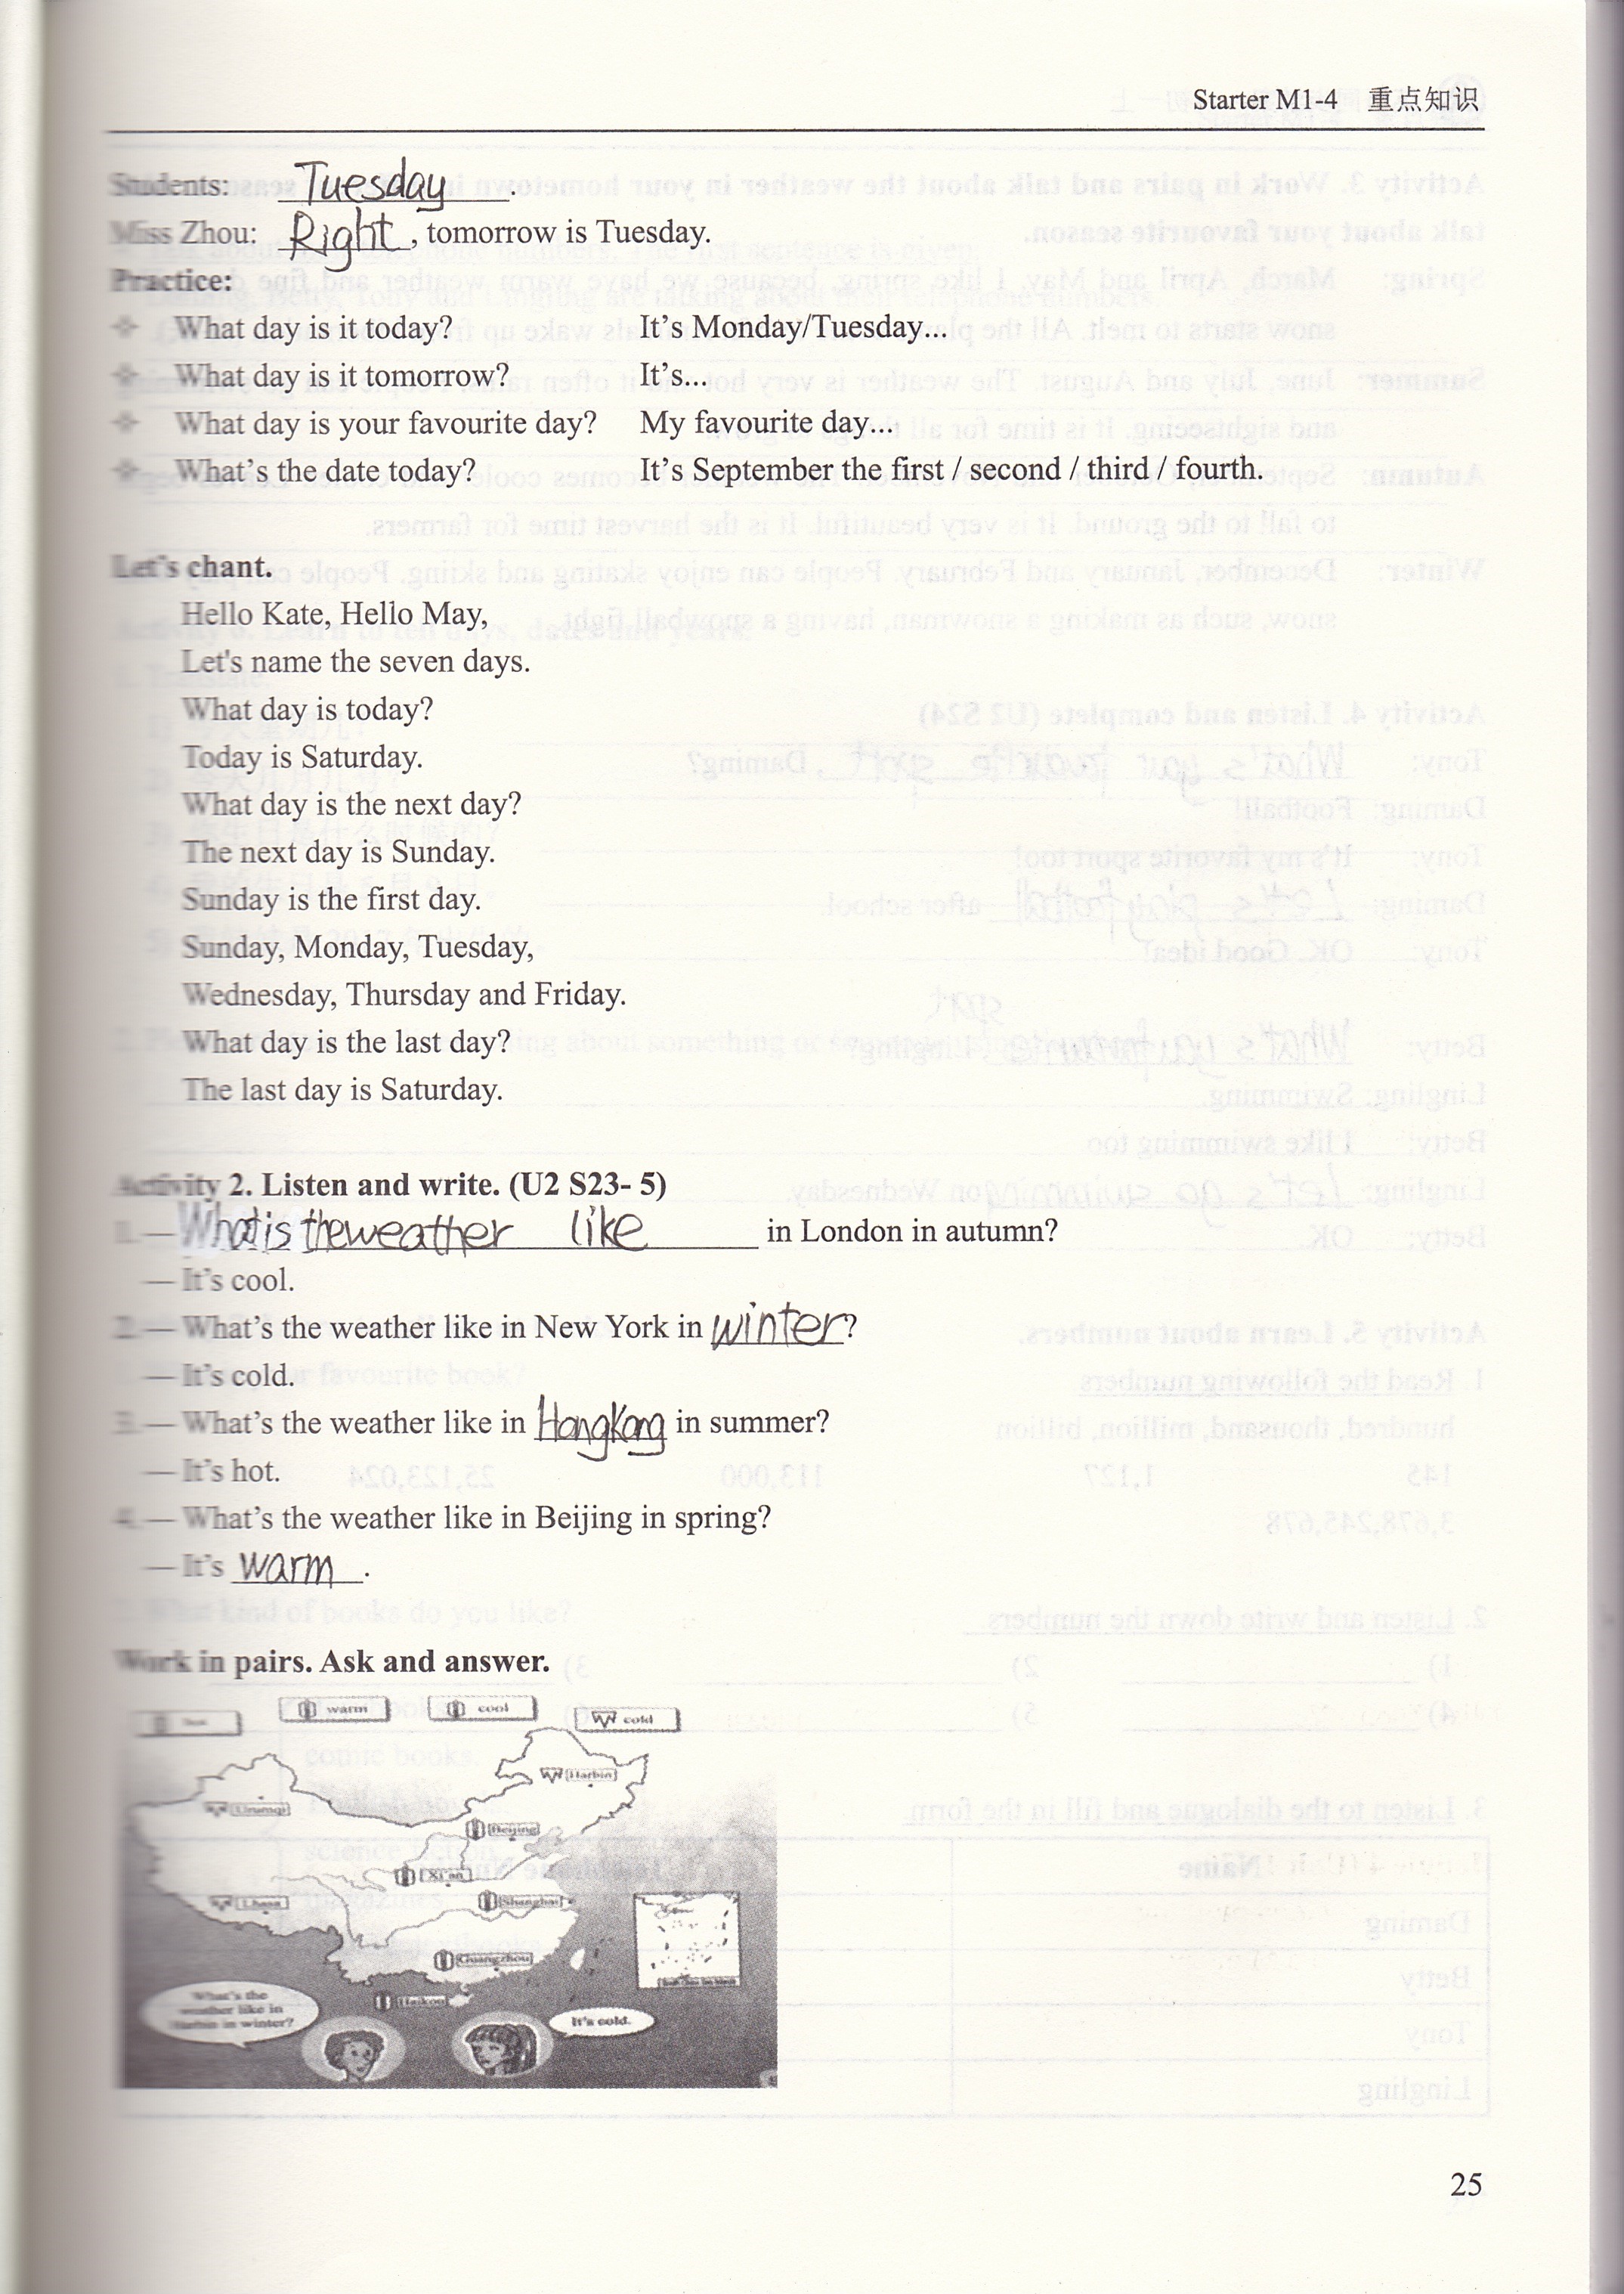 Starter M1-4 重点知识
Students: Tuesday.
Miss Zhou: Right, tomorrow is Tuesday.
Practice:
What day is it today? It's Monday/Tuesday...
What day is it tomorrow? It's...
What day is your favourite day? My favourite day...
What's the date today? It's September the first / second / third / fourth.
Let's chant.
Hello Kate, Hello May,
Let's name the seven days.
What day is today?
Today is Saturday.
What day is the next day?
The next day is Sunday.
Sunday is the first day.
Sunday, Monday, Tuesday,
Wednesday, Thursday and Friday.
What day is the last day?
The last day is Saturday.
Activity 2. Listen and write. (U2 S23- 5)
1. — What is the weather like in London in autumn?
— It's cool.
2. — What's the weather like in New York in winter?
— It's cold.
3. — What's the weather like in HongKong in summer?
— It's hot.
4. — What's the weather like in Beijing in spring?
— It's warm.
Work in pairs. Ask and answer.
warm cool cold
Harbin
Urumqi
Beijing
Xi'an
Lhasa Shanghai
Guangzhou
Haikou
What's the
weather like in
Harbin in winter?
It's cold.
25